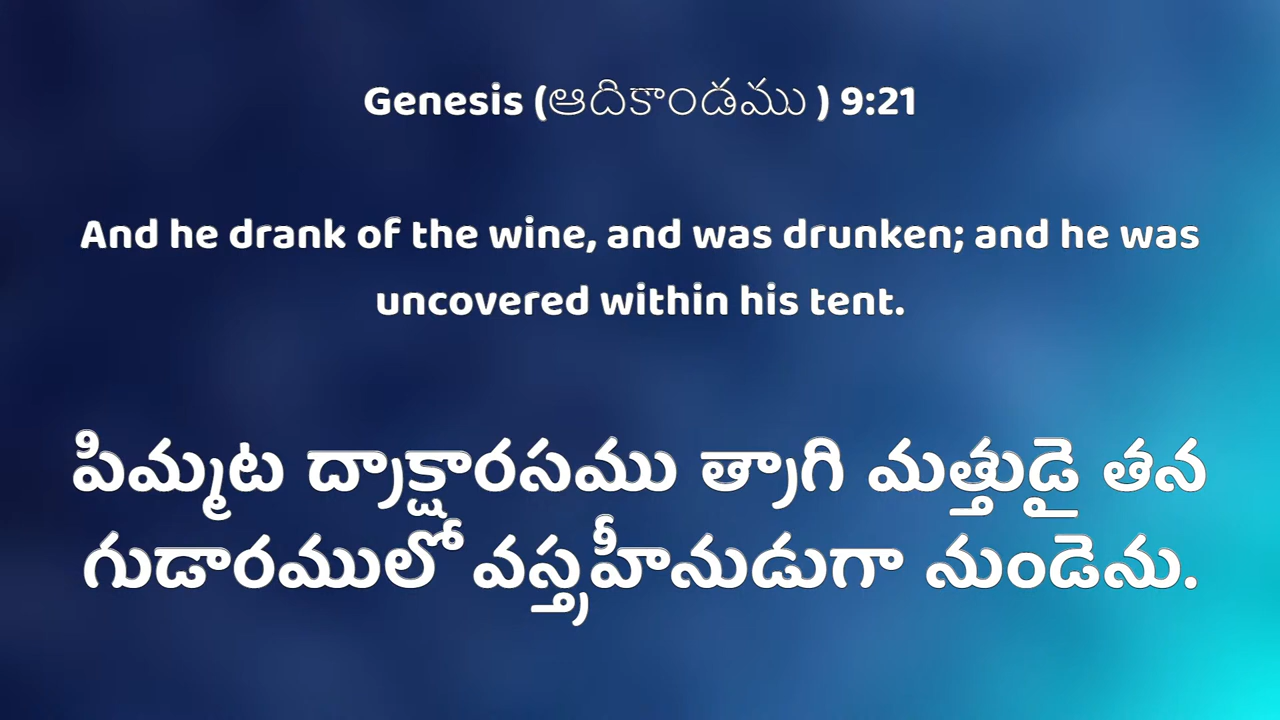 Genesis (ఆదికాండము ) 9:21
And he drank of the wine, and was drunken; and he was
uncovered within his tent.
పిమ్మట ద్రాక్షారసము త్రాగి మత్తుడై తన
గుడారములో వస్త్రహీనుడుగా నుండెను.